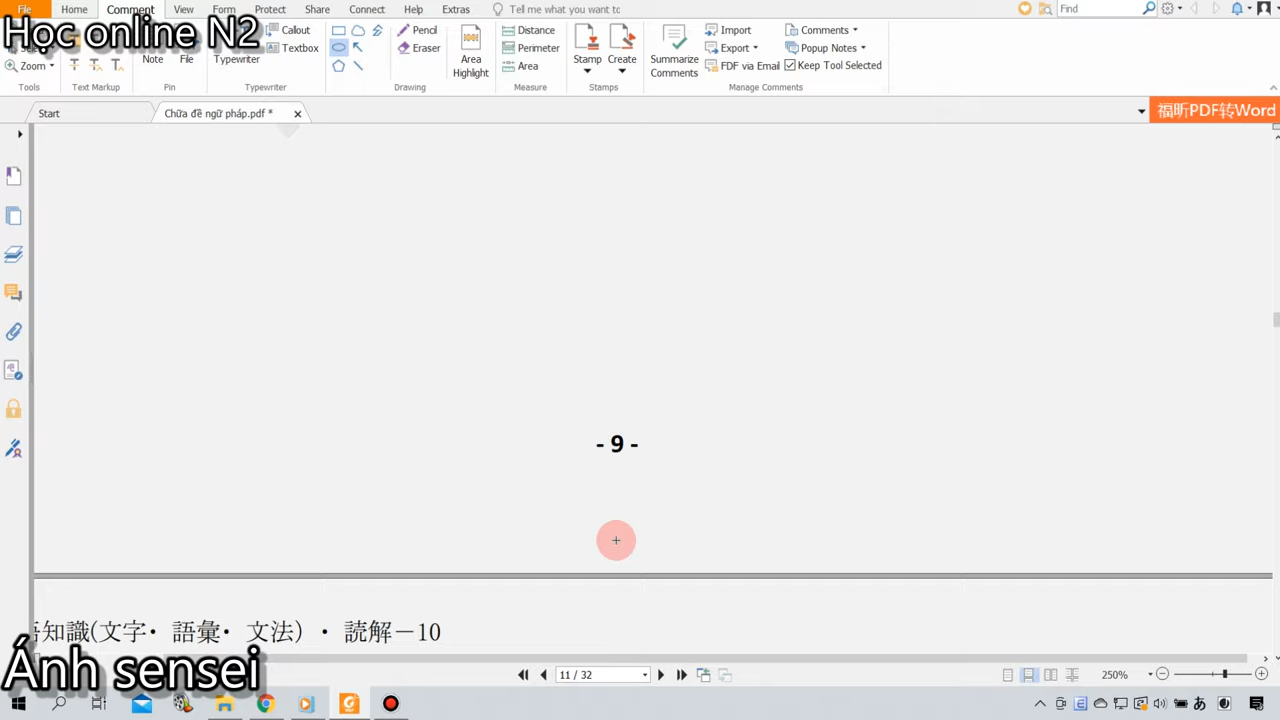 File Home Comment View Form Protect Share Connect Help Extras Tell me what you want to Find
Học online N2
Callout Pencil Distance Import Comments
Textbox Eraser Perimeter Export Popup Notes
Zoom Note File Typewriter Area Highlight Area Stamp Create Summarize Comments FDF via Email Keep Tool Selected
Tools Text Markup Pin Typewriter Drawing Measure Stamps Manage Comments
Start Chữa đề ngữ pháp.pdf * 福昕PDF转Word
- 9 -
知識(文字・ 語彙・ 文法) ・ 読解－10
Ánh sensei
11 / 32 250%